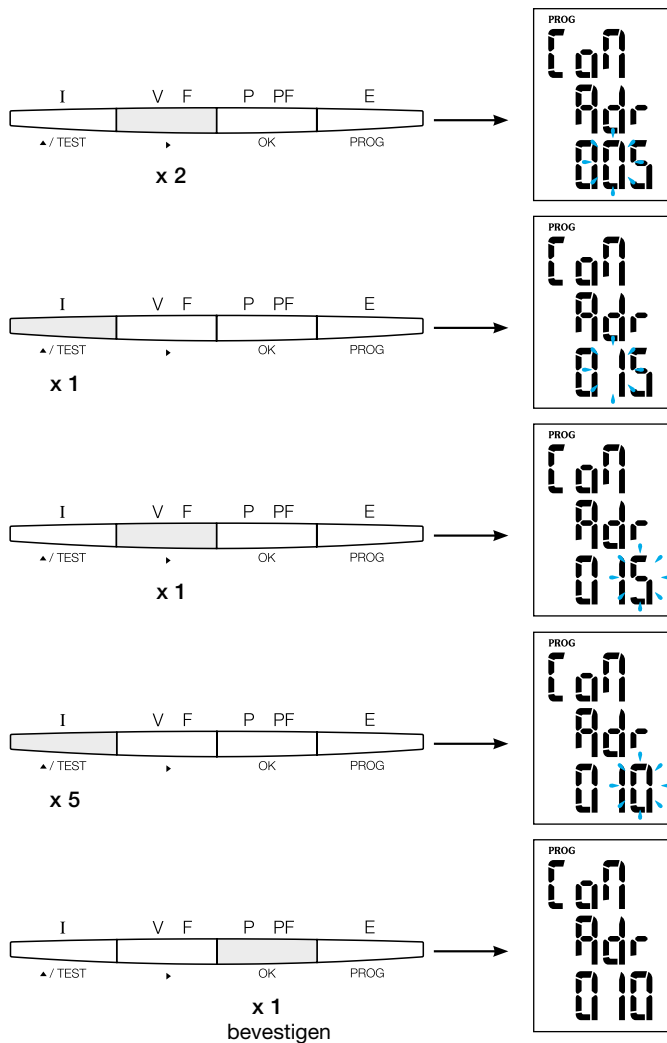 PROG
CoM
I V F P PF E
Adr
▲ / TEST ▶ OK PROG
005
x 2
PROG
CoM
I V F P PF E
Adr
▲ / TEST ▶ OK PROG
015
x 1
PROG
CoM
I V F P PF E
Adr
▲ / TEST ▶ OK PROG
015
x 1
PROG
CoM
I V F P PF E
Adr
▲ / TEST ▶ OK PROG
010
x 5
PROG
CoM
I V F P PF E
Adr
▲ / TEST ▶ OK PROG
010
x 1
bevestigen